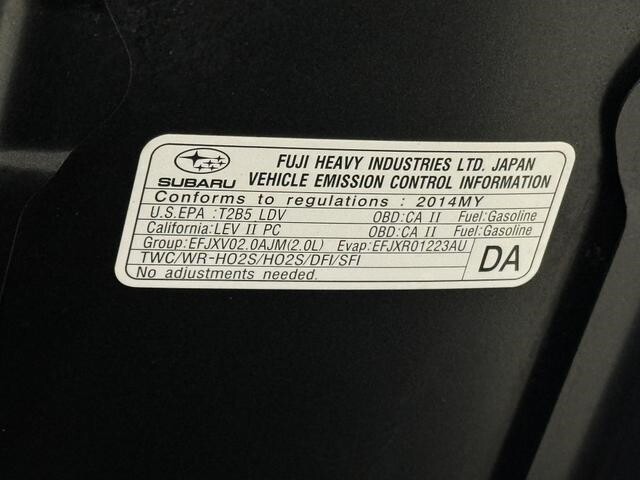 FUJI HEAVY INDUSTRIES LTD. JAPAN
SUBARU VEHICLE EMISSION CONTROL INFORMATION
Conforms to regulations : 2014MY
U.S.EPA :T2B5 LDV OBD:CA II Fuel:Gasoline
California:LEV II PC OBD:CA II Fuel:Gasoline
Group:EFJXV02.0AJM(2.0L) Evap:EFJXR01223AU
TWC/WR-HO2S/HO2S/DFI/SFI
No adjustments needed.
DA